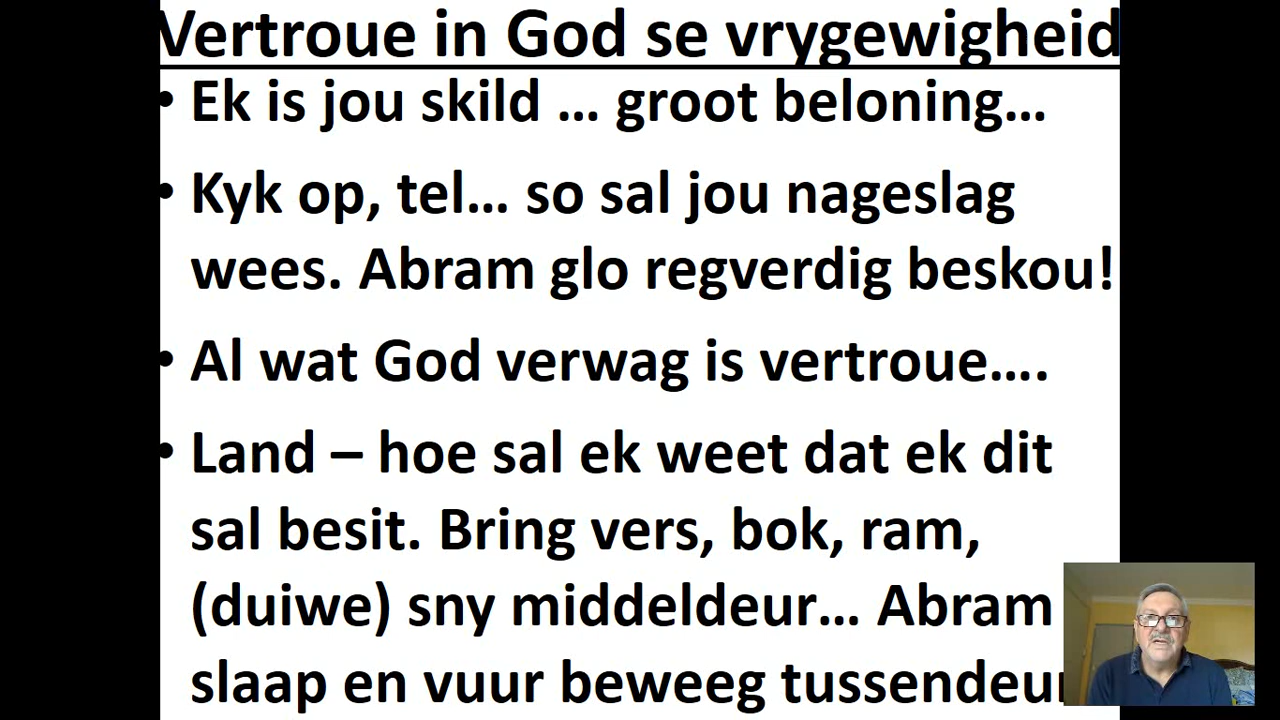 Vertroue in God se vrygewigheid
• Ek is jou skild … groot beloning…
• Kyk op, tel… so sal jou nageslag
wees. Abram glo regverdig beskou!
• Al wat God verwag is vertroue….
• Land – hoe sal ek weet dat ek dit
sal besit. Bring vers, bok, ram,
(duiwe) sny middeldeur… Abram
slaap en vuur beweeg tussendeur